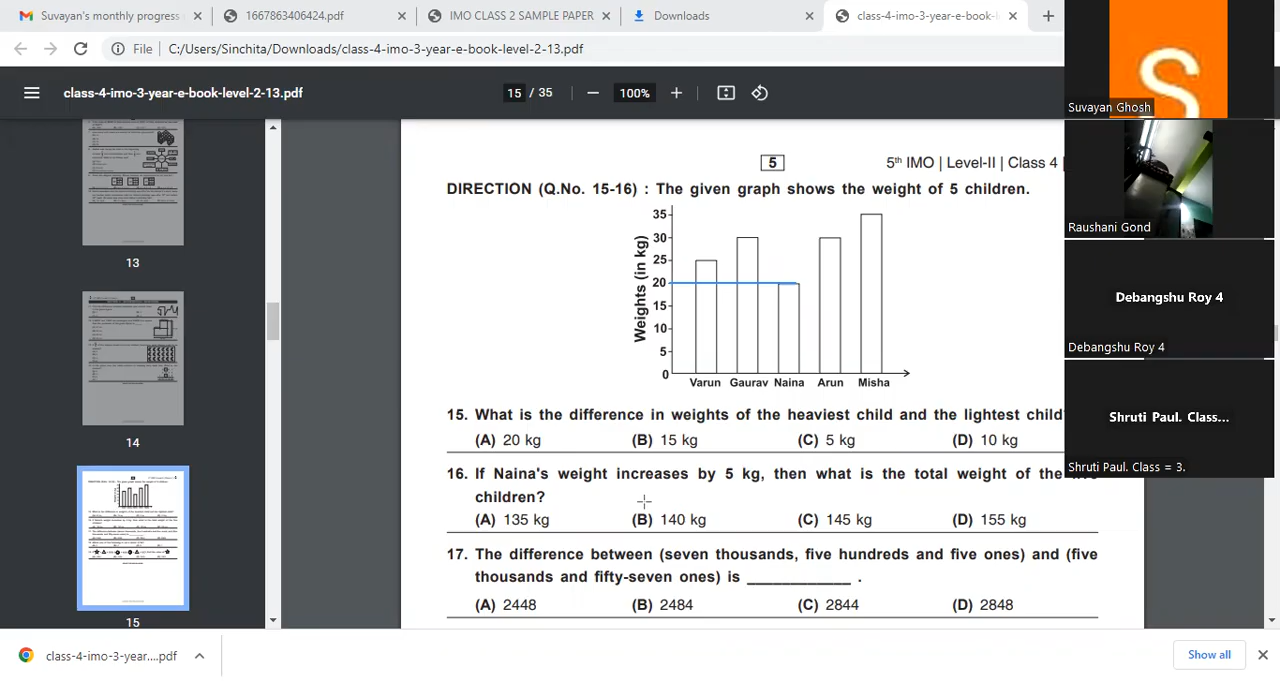 Suvayan's monthly progress
1667863406424.pdf
IMO CLASS 2 SAMPLE PAPER
Downloads
class-4-imo-3-year-e-book-l
File
C:/Users/Sinchita/Downloads/class-4-imo-3-year-e-book-level-2-13.pdf
class-4-imo-3-year-e-book-level-2-13.pdf
15 / 35
100%
S
Suvayan Ghosh
Raushani Gond
Debangshu Roy 4
Debangshu Roy 4
Shruti Paul. Class...
Shruti Paul. Class = 3.
13
14
15
5
5th IMO | Level-II | Class 4 |
DIRECTION (Q.No. 15-16) : The given graph shows the weight of 5 children.
Weights (in kg)
35
30
25
20
15
10
5
0
Varun Gaurav Naina Arun Misha
15. What is the difference in weights of the heaviest child and the lightest child
(A) 20 kg (B) 15 kg (C) 5 kg (D) 10 kg
16. If Naina's weight increases by 5 kg, then what is the total weight of the
children?
(A) 135 kg (B) 140 kg (C) 145 kg (D) 155 kg
17. The difference between (seven thousands, five hundreds and five ones) and (five
thousands and fifty-seven ones) is ____________ .
(A) 2448 (B) 2484 (C) 2844 (D) 2848
class-4-imo-3-year....pdf
Show all